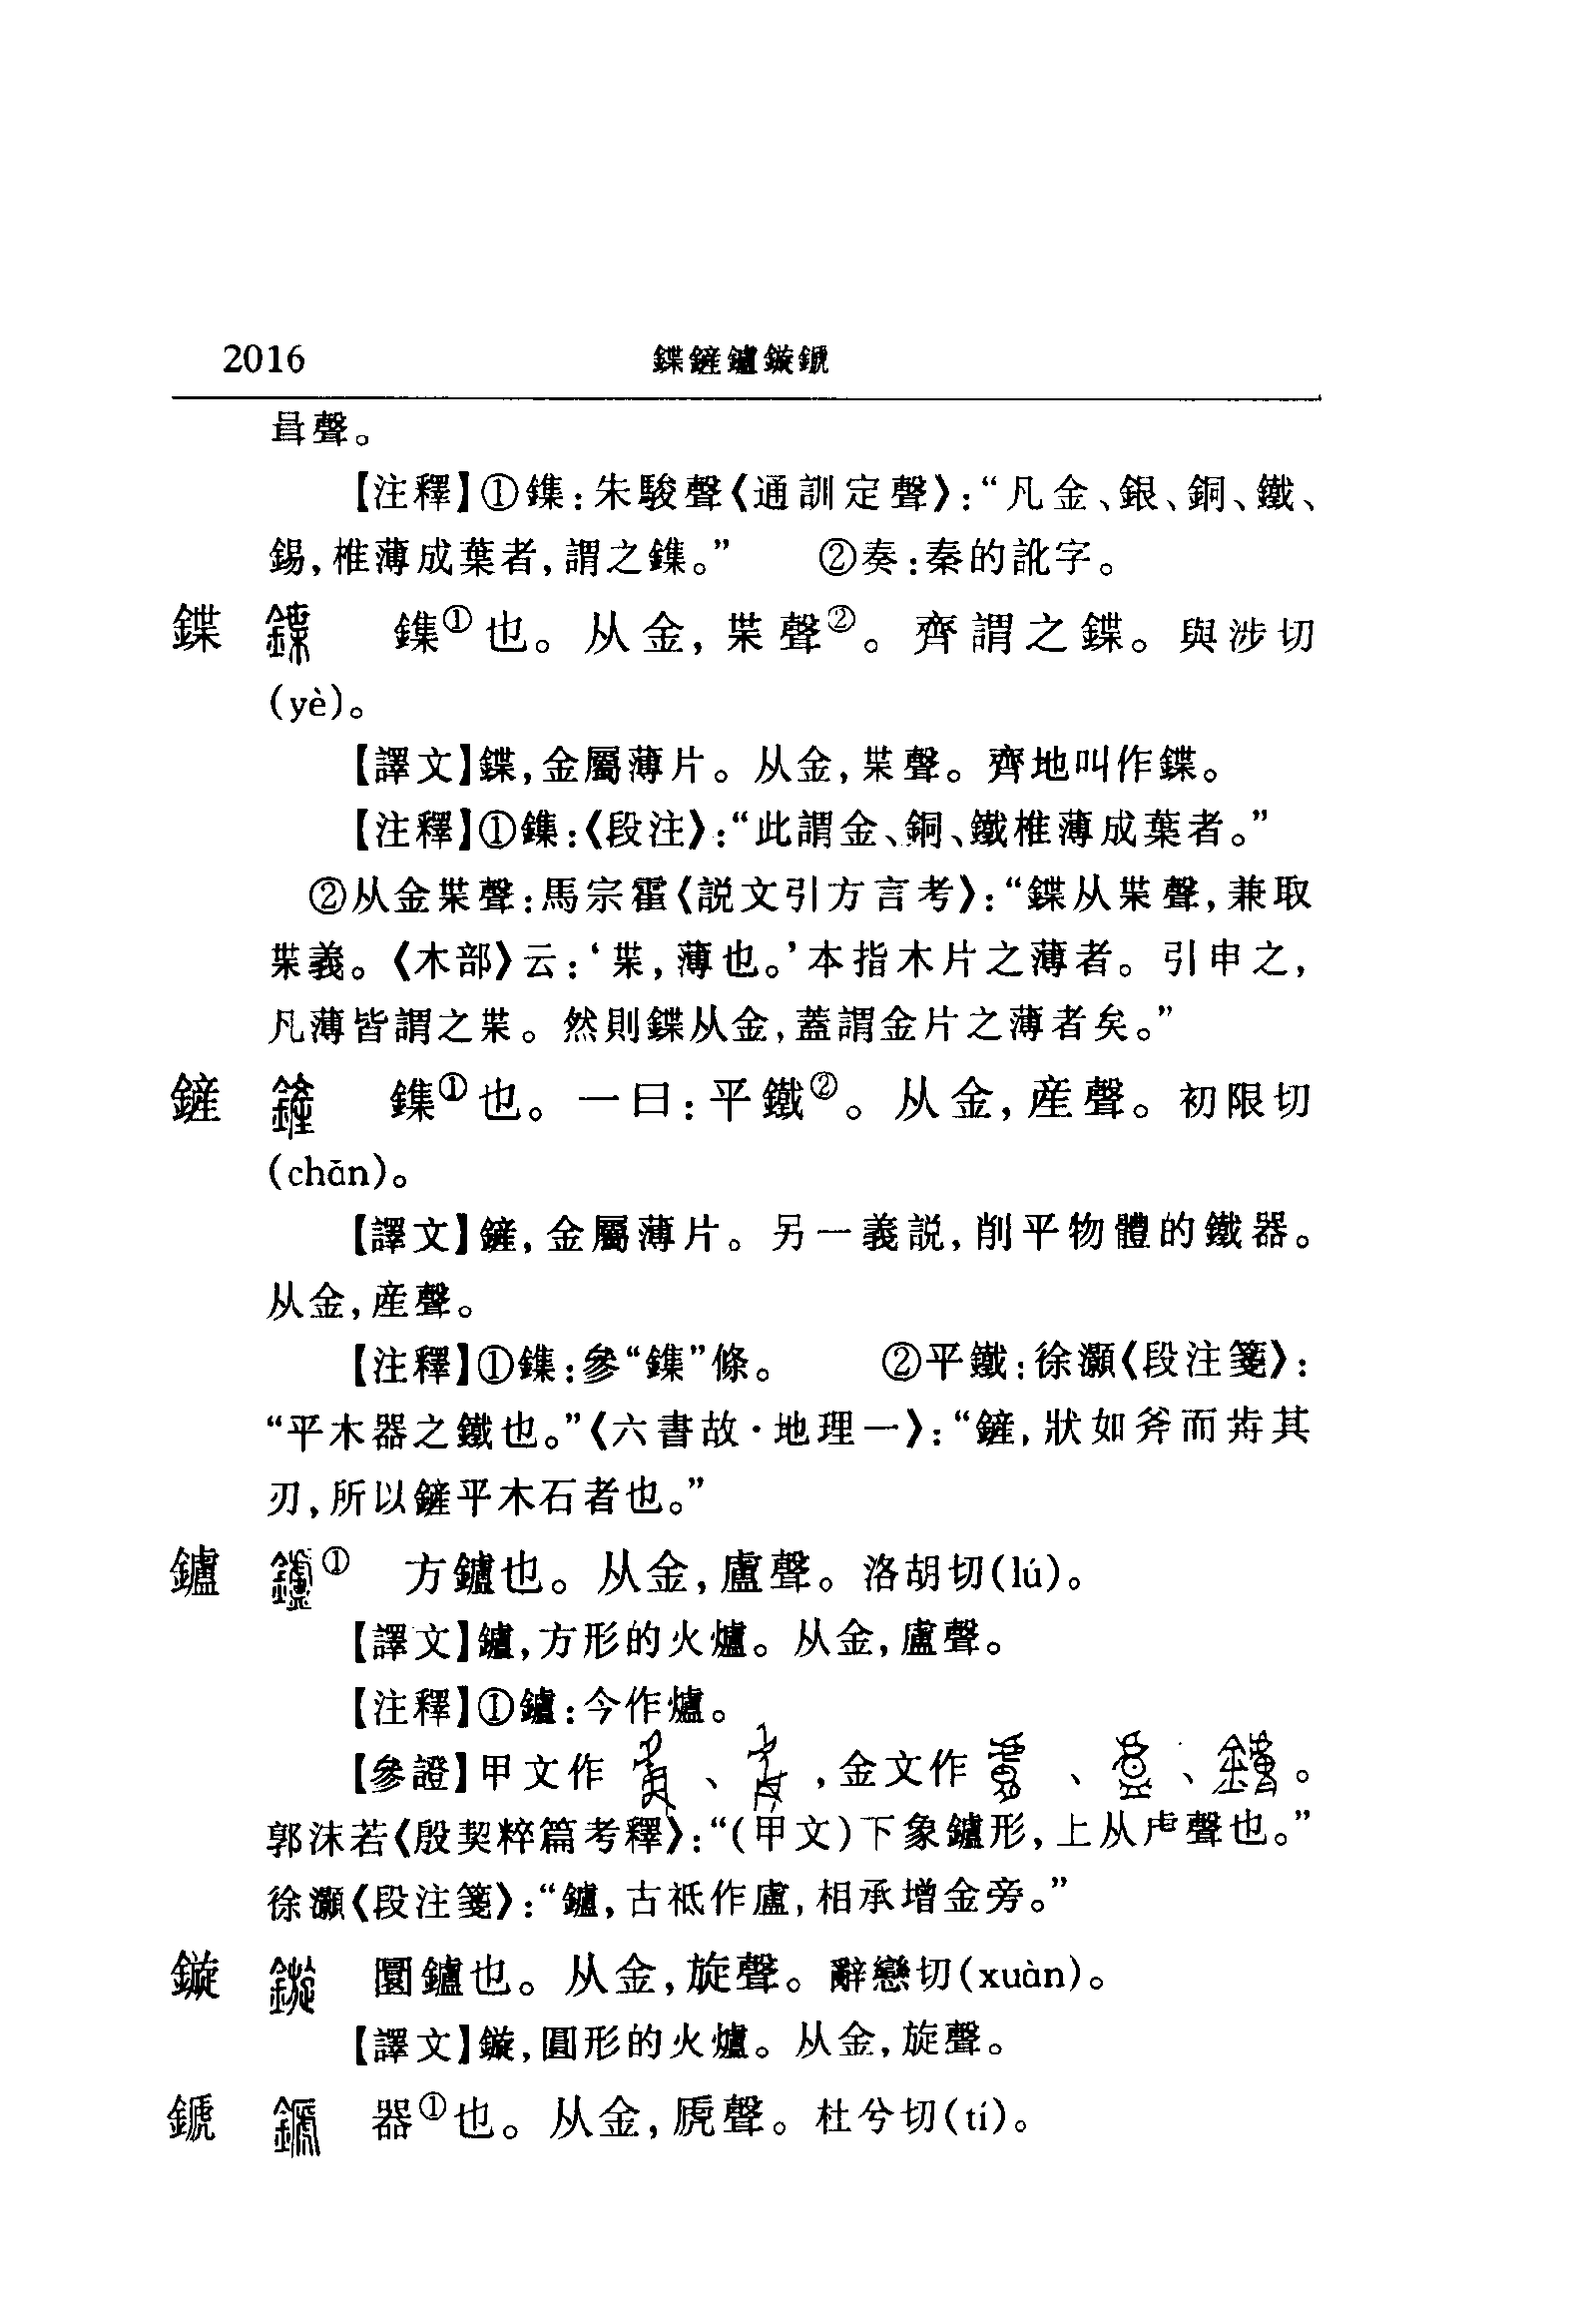 2016 鍱鏟鑪鏇鍗
咠聲。
【注釋】①鏶:朱駿聲《通訓定聲》:“凡金、銀、銅、鐵、
錫,椎薄成葉者,謂之鏶。” ②奏:秦的訛字。
鍱 鏶①也。从金,枼聲②。齊謂之鍱。與涉切
(yè)。
【譯文】鍱,金屬薄片。从金,枼聲。齊地叫作鍱。
【注釋】①鏶:《段注》:“此謂金、銅、鐵椎薄成葉者。”
②从金枼聲:馬宗霍《説文引方言考》:“鍱从枼聲,兼取
枼義。《木部》云:‘枼,薄也。’本指木片之薄者。引申之,
凡薄皆謂之枼。然則鍱从金,蓋謂金片之薄者矣。”
鏟 鏶①也。一曰:平鐵②。从金,産聲。初限切
(chǎn)。
【譯文】鏟,金屬薄片。另一義説,削平物體的鐵器。
从金,産聲。
【注釋】①鏶:參“鏶”條。 ②平鐵:徐灝《段注箋》:
“平木器之鐵也。”《六書故·地理一》:“鏟,狀如斧而歬其
刃,所以鏟平木石者也。”
鑪 ① 方鑪也。从金,盧聲。洛胡切(lú)。
【譯文】鑪,方形的火爐。从金,盧聲。
【注釋】①鑪:今作爐。
【參證】甲文作 、 ,金文作 、 、 。
郭沫若《殷契粹篇考釋》:“(甲文)下象鑪形,上从虍聲也。”
徐灝《段注箋》:“鑪,古祇作盧,相承增金旁。”
鏇 圜鑪也。从金,旋聲。辭戀切(xuàn)。
【譯文】鏇,圓形的火爐。从金,旋聲。
鷈 器①也。从金,虒聲。杜兮切(tí)。